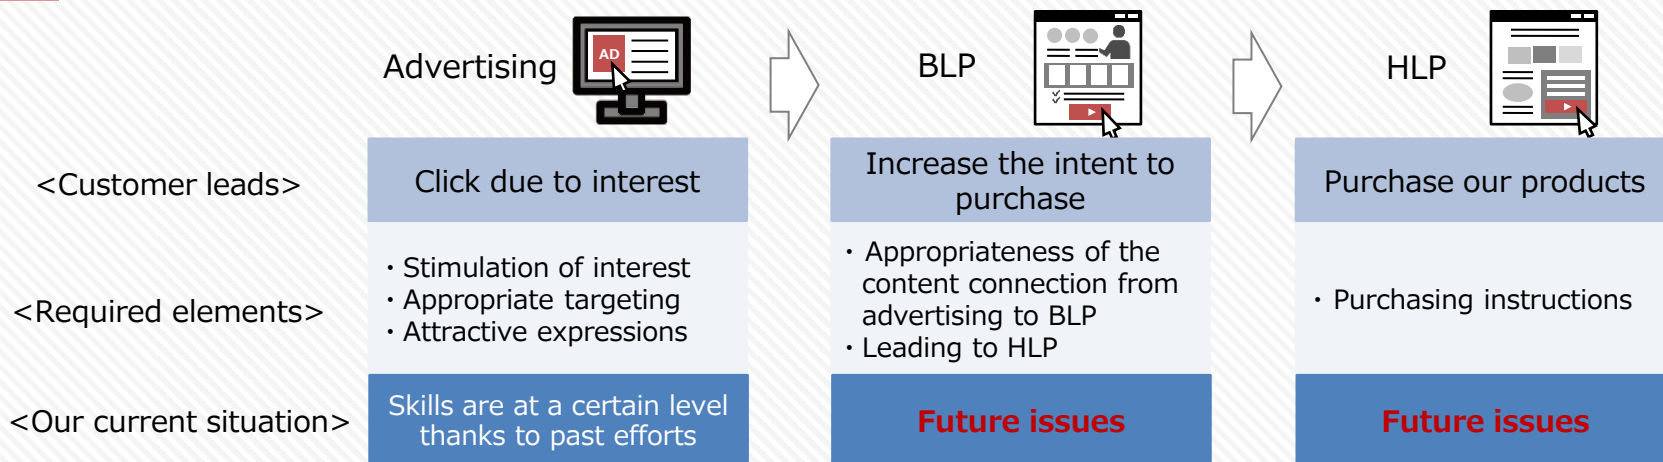 Advertising
AD
BLP
HLP
<Customer leads>
Click due to interest
Increase the intent to
purchase
Purchase our products
<Required elements>
・Stimulation of interest
・Appropriate targeting
・Attractive expressions
・Appropriateness of the
content connection from
advertising to BLP
・Leading to HLP
・Purchasing instructions
<Our current situation>
Skills are at a certain level
thanks to past efforts
Future issues
Future issues